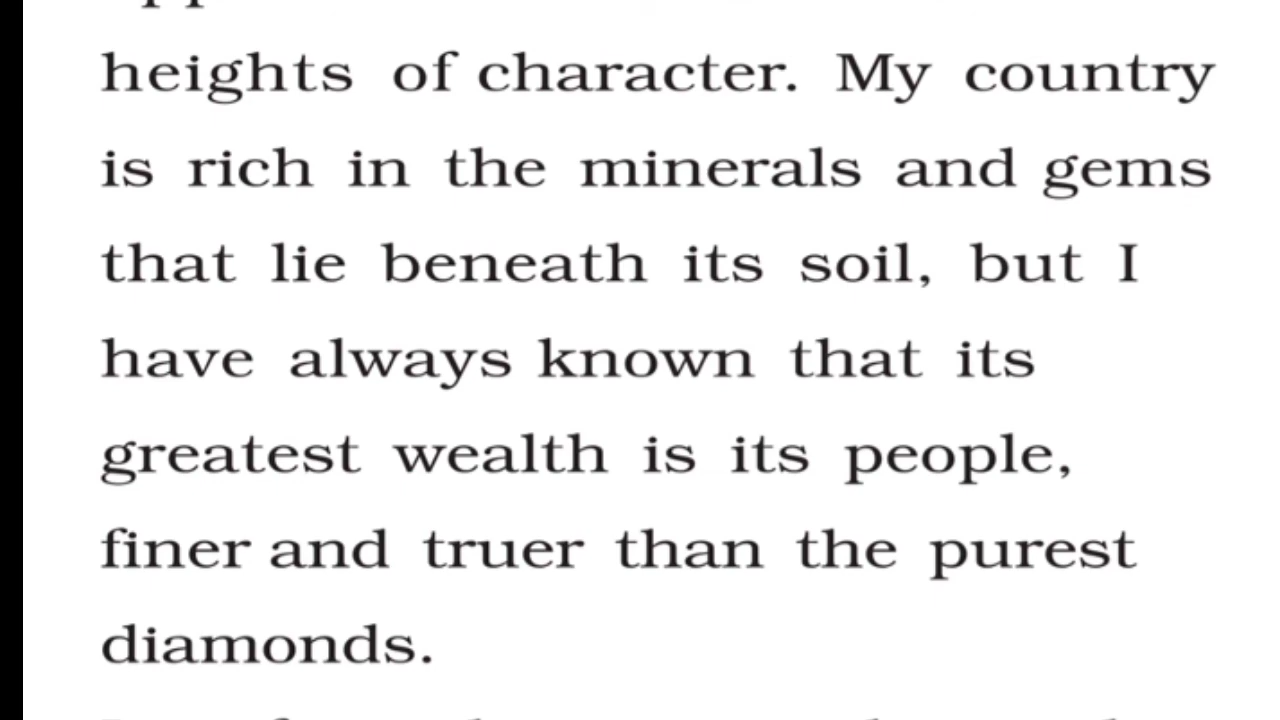 heights of character. My country
is rich in the minerals and gems
that lie beneath its soil, but I
have always known that its
greatest wealth is its people,
finer and truer than the purest
diamonds.